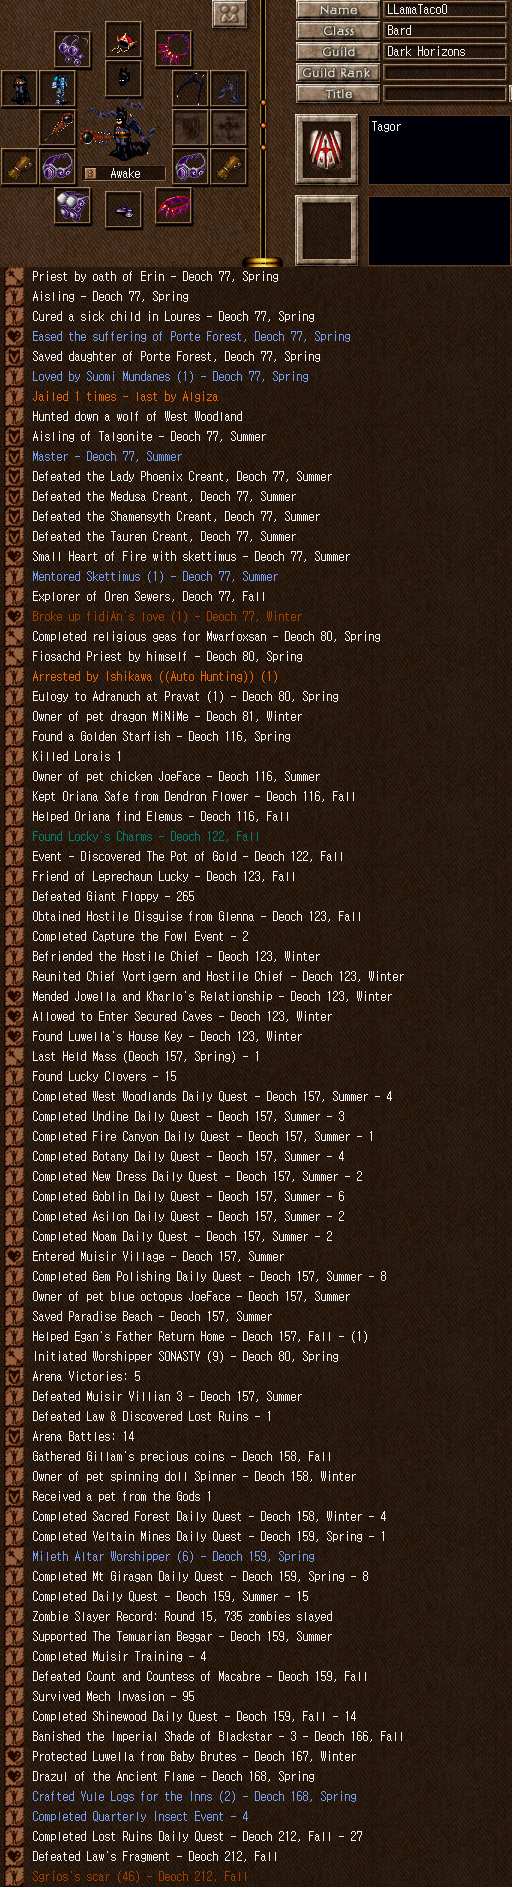 Name LLamaTacoO
Class Bard
Guild Dark Horizons
Guild Rank
Title
Tagor
Awake
Priest by oath of Erin - Deoch 77, Spring
Aisling - Deoch 77, Spring
Cured a sick child in Loures - Deoch 77, Spring
Eased the suffering of Porte Forest, Deoch 77, Spring
Saved daughter of Porte Forest, Deoch 77, Spring
Loved by Suomi Mundanes (1) - Deoch 77, Spring
Jailed 1 times - last by Algiza
Hunted down a wolf of West Woodland
Aisling of Talgonite - Deoch 77, Summer
Master - Deoch 77, Summer
Defeated the Lady Phoenix Creant, Deoch 77, Summer
Defeated the Medusa Creant, Deoch 77, Summer
Defeated the Shamensyth Creant, Deoch 77, Summer
Defeated the Tauren Creant, Deoch 77, Summer
Small Heart of Fire with skettimus - Deoch 77, Summer
Mentored Skettimus (1) - Deoch 77, Summer
Explorer of Oren Sewers, Deoch 77, Fall
Broke up fidiAn's love (1) - Deoch 77, Winter
Completed religious geas for Mwarfoxsan - Deoch 80, Spring
Fiosachd Priest by himself - Deoch 80, Spring
Arrested by Ishikawa ((Auto Hunting)) (1)
Eulogy to Adranuch at Pravat (1) - Deoch 80, Spring
Owner of pet dragon MiNiMe - Deoch 81, Winter
Found a Golden Starfish - Deoch 116, Spring
Killed Lorais 1
Owner of pet chicken JoeFace - Deoch 116, Summer
Kept Oriana Safe from Dendron Flower - Deoch 116, Fall
Helped Oriana find Elemus - Deoch 116, Fall
Found Locky's Charms - Deoch 122, Fall
Event - Discovered The Pot of Gold - Deoch 122, Fall
Friend of Leprechaun Lucky - Deoch 123, Fall
Defeated Giant Floppy - 265
Obtained Hostile Disguise from Glenna - Deoch 123, Fall
Completed Capture the Fowl Event - 2
Befriended the Hostile Chief - Deoch 123, Winter
Reunited Chief Vortigern and Hostile Chief - Deoch 123, Winter
Mended Jowella and Kharlo's Relationship - Deoch 123, Winter
Allowed to Enter Secured Caves - Deoch 123, Winter
Found Luwella's House Key - Deoch 123, Winter
Last Held Mass (Deoch 157, Spring) - 1
Found Lucky Clovers - 15
Completed West Woodlands Daily Quest - Deoch 157, Summer - 4
Completed Undine Daily Quest - Deoch 157, Summer - 3
Completed Fire Canyon Daily Quest - Deoch 157, Summer - 1
Completed Botany Daily Quest - Deoch 157, Summer - 4
Completed New Dress Daily Quest - Deoch 157, Summer - 2
Completed Goblin Daily Quest - Deoch 157, Summer - 6
Completed Asilon Daily Quest - Deoch 157, Summer - 2
Completed Noam Daily Quest - Deoch 157, Summer - 2
Entered Muisir Village - Deoch 157, Summer
Completed Gem Polishing Daily Quest - Deoch 157, Summer - 8
Owner of pet blue octopus JoeFace - Deoch 157, Summer
Saved Paradise Beach - Deoch 157, Summer
Helped Egan's Father Return Home - Deoch 157, Fall - (1)
Initiated Worshipper SONASTY (9) - Deoch 80, Spring
Arena Victories: 5
Defeated Muisir Villian 3 - Deoch 157, Summer
Defeated Law & Discovered Lost Ruins - 1
Arena Battles: 14
Gathered Gillam's precious coins - Deoch 158, Fall
Owner of pet spinning doll Spinner - Deoch 158, Winter
Received a pet from the Gods 1
Completed Sacred Forest Daily Quest - Deoch 158, Winter - 4
Completed Veltain Mines Daily Quest - Deoch 159, Spring - 1
Mileth Altar Worshipper (6) - Deoch 159, Spring
Completed Mt Giragan Daily Quest - Deoch 159, Spring - 8
Completed Daily Quest - Deoch 159, Summer - 15
Zombie Slayer Record: Round 15, 735 zombies slayed
Supported The Temuarian Beggar - Deoch 159, Summer
Completed Muisir Training - 4
Defeated Count and Countess of Macabre - Deoch 159, Fall
Survived Mech Invasion - 95
Completed Shinewood Daily Quest - Deoch 159, Fall - 14
Banished the Imperial Shade of Blackstar - 3 - Deoch 166, Fall
Protected Luwella from Baby Brutes - Deoch 167, Winter
Drazul of the Ancient Flame - Deoch 168, Spring
Crafted Yule Logs for the Inns (2) - Deoch 168, Spring
Completed Quarterly Insect Event - 4
Completed Lost Ruins Daily Quest - Deoch 212, Fall - 27
Defeated Law's Fragment - Deoch 212, Fall
Sgrios's scar (46) - Deoch 212, Fall